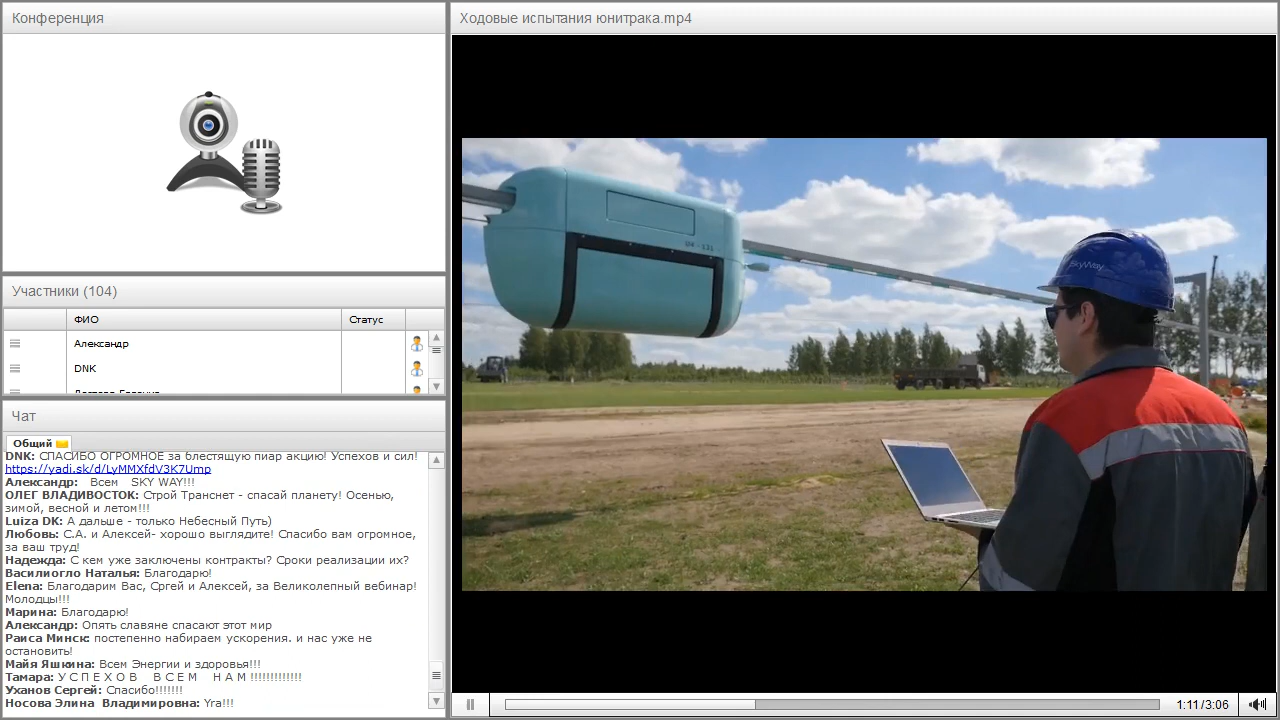 Конференция
Участники (104)
ФИО
Статус
Александр
DNK
Чат
Общий
DNK: СПАСИБО ОГРОМНОЕ за блестящую пиар акцию! Успехов и сил!
https://yadi.sk/d/LyMMXfdV3K7Ump
Александр: Всем SKY WAY!!!
ОЛЕГ ВЛАДИВОСТОК: Строй Транснет - спасай планету! Осенью,
зимой, весной и летом!!!
Luiza DK: А дальше - только Небесный Путь)
Любовь: С.А. и Алексей- хорошо выглядите! Спасибо вам огромное,
за ваш труд!
Надежда: С кем уже заключены контракты? Сроки реализации их?
Василиогло Наталья: Благодарю!
Elena: Благодарим Вас, Сргей и Алексей, за Великолепный вебинар!
Молодцы!!!
Марина: Благодарю!
Александр: Опять славяне спасают этот мир
Раиса Минск: постепенно набираем ускорения. и нас уже не
остановить!
Майя Яшкина: Всем Энергии и здоровья!!!
Тамара: У С П Е Х О В В С Е М Н А М !!!!!!!!!!!!!
Уханов Сергей: Спасибо!!!!!!!
Носова Элина Владимировна: Yra!!!
Ходовые испытания юнитрака.mp4
U4 - 131
SkyWay
1:11/3:06